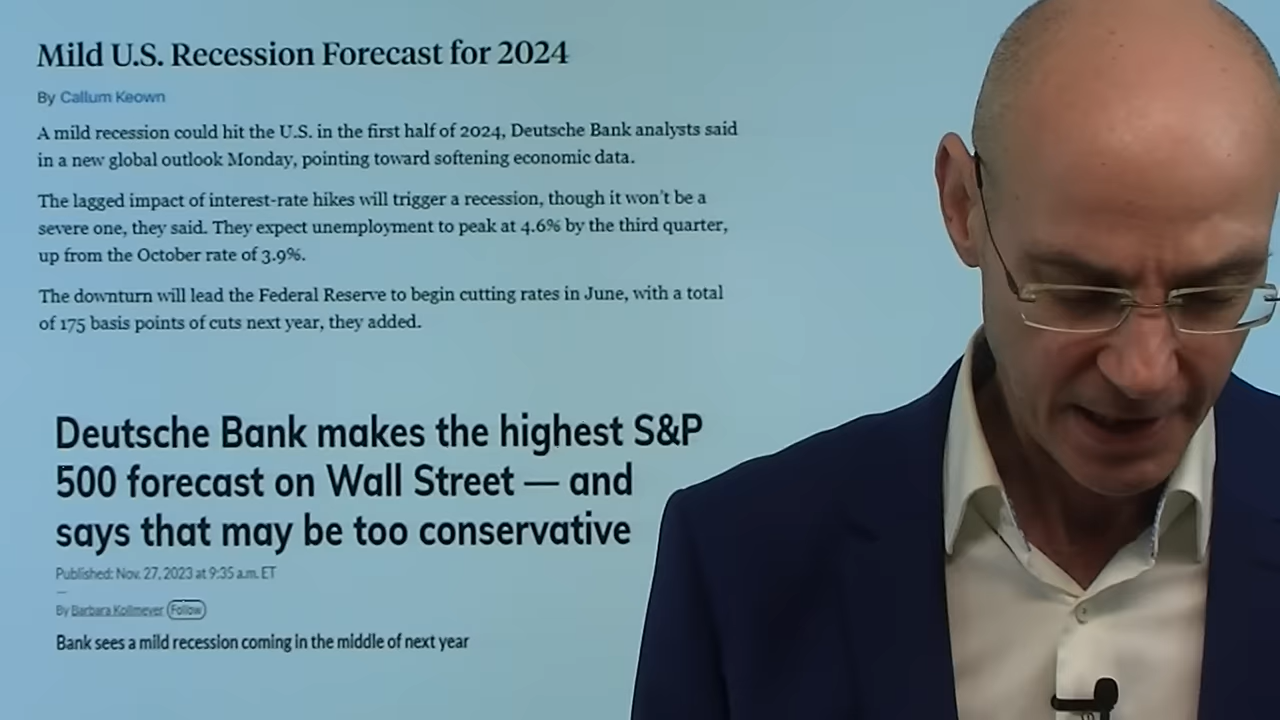 Mild U.S. Recession Forecast for 2024
By Callum Keown
A mild recession could hit the U.S. in the first half of 2024, Deutsche Bank analysts said
in a new global outlook Monday, pointing toward softening economic data.
The lagged impact of interest-rate hikes will trigger a recession, though it won't be a
severe one, they said. They expect unemployment to peak at 4.6% by the third quarter,
up from the October rate of 3.9%.
The downturn will lead the Federal Reserve to begin cutting rates in June, with a total
of 175 basis points of cuts next year, they added.
Deutsche Bank makes the highest S&P
500 forecast on Wall Street — and
says that may be too conservative
Published: Nov. 27, 2023 at 9:35 a.m. ET
By Barbara Kollmeyer Follow
Bank sees a mild recession coming in the middle of next year